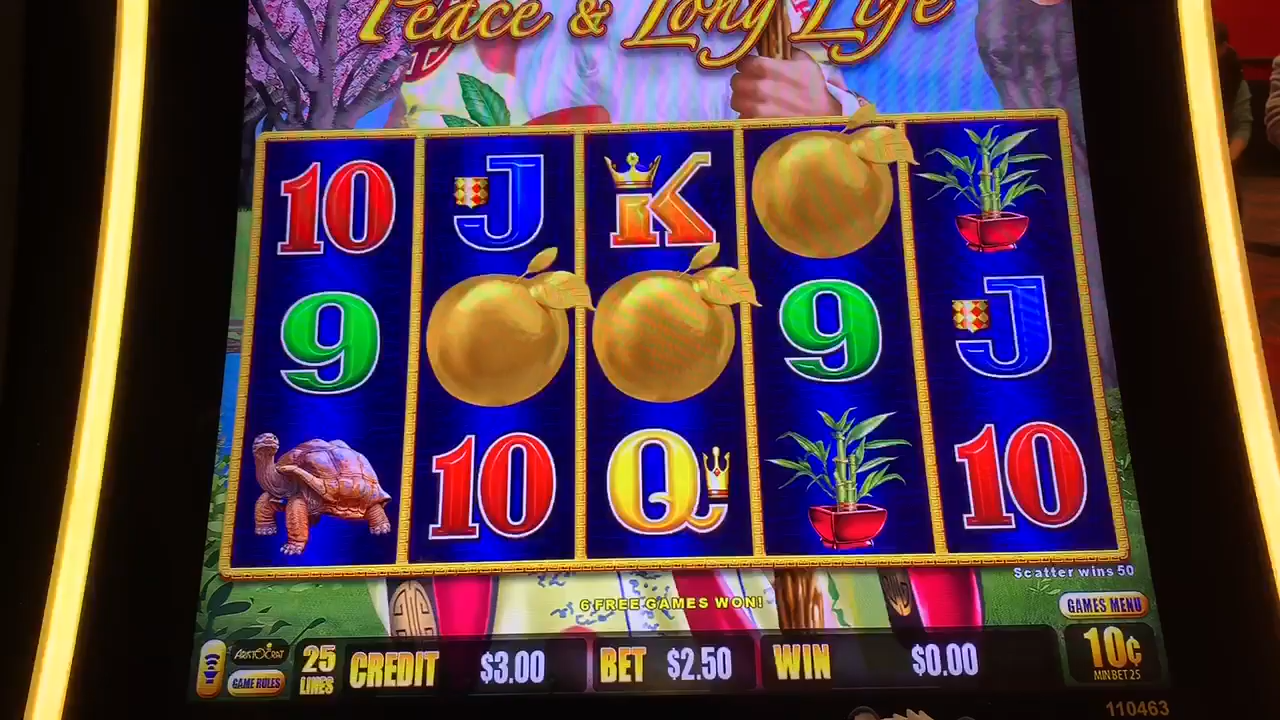 Peace & Long Life
10 J K
9 9 J
10 Q 10
Scatter wins 50
6 FREE GAMES WON!
GAMES MENU
ARISTOCRAT
GAME RULES
25 LINES
CREDIT $3.00
BET $2.50
WIN $0.00
10¢
MIN BET 25
110463